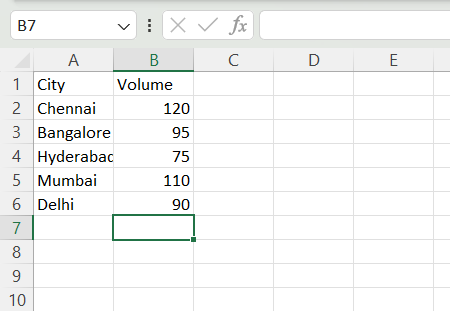 B7 fx
A B C D E
1 City Volume
2 Chennai 120
3 Bangalore 95
4 Hyderabad 75
5 Mumbai 110
6 Delhi 90
7
8
9
10